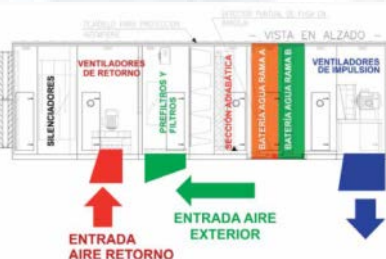 - VISTA EN ALZADO -
SILENCIADORES
VENTILADORES
DE RETORNO
PREFILTROS Y
FILTROS
SECCIÓN ADIABÁTICA
BATERÍA AGUA RAMA A
BATERÍA AGUA RAMA B
VENTILADORES
DE IMPULSION
ENTRADA
AIRE RETORNO
ENTRADA AIRE
EXTERIOR